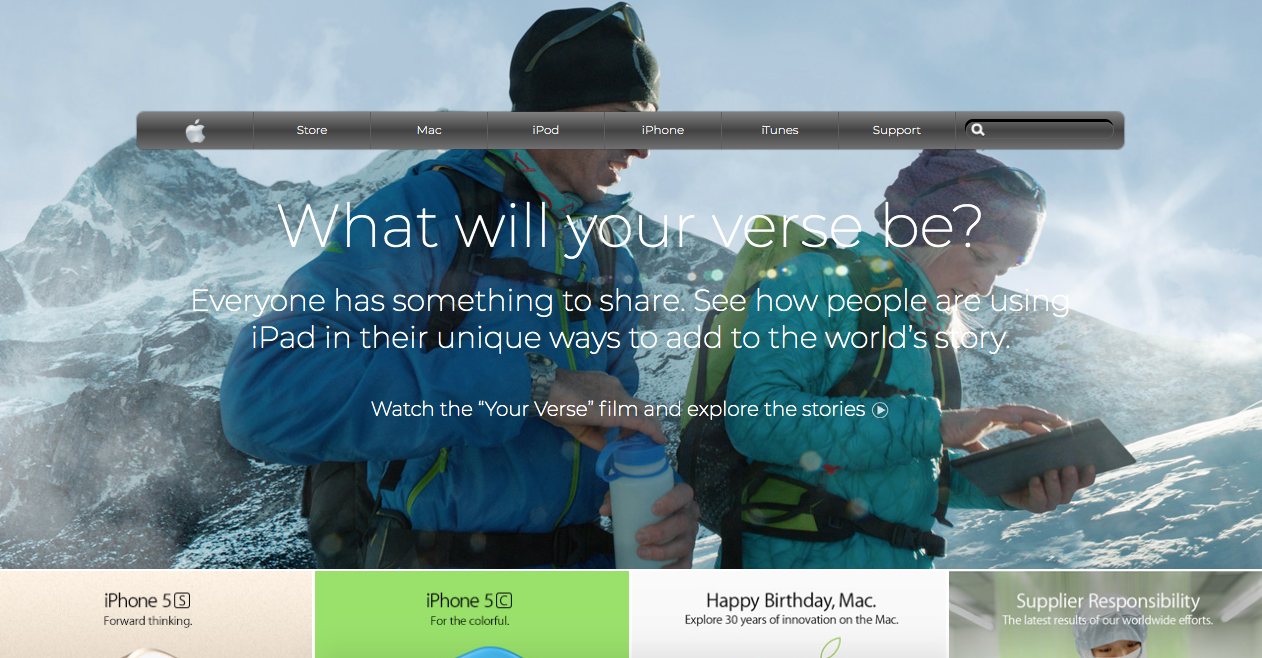 Store Mac iPod iPhone iTunes Support
What will your verse be?
Everyone has something to share. See how people are using
iPad in their unique ways to add to the world’s story.
Watch the “Your Verse” film and explore the stories
iPhone 5S
Forward thinking.
iPhone 5C
For the colorful.
Happy Birthday, Mac.
Explore 30 years of innovation on the Mac.
Supplier Responsibility
The latest results of our worldwide efforts.